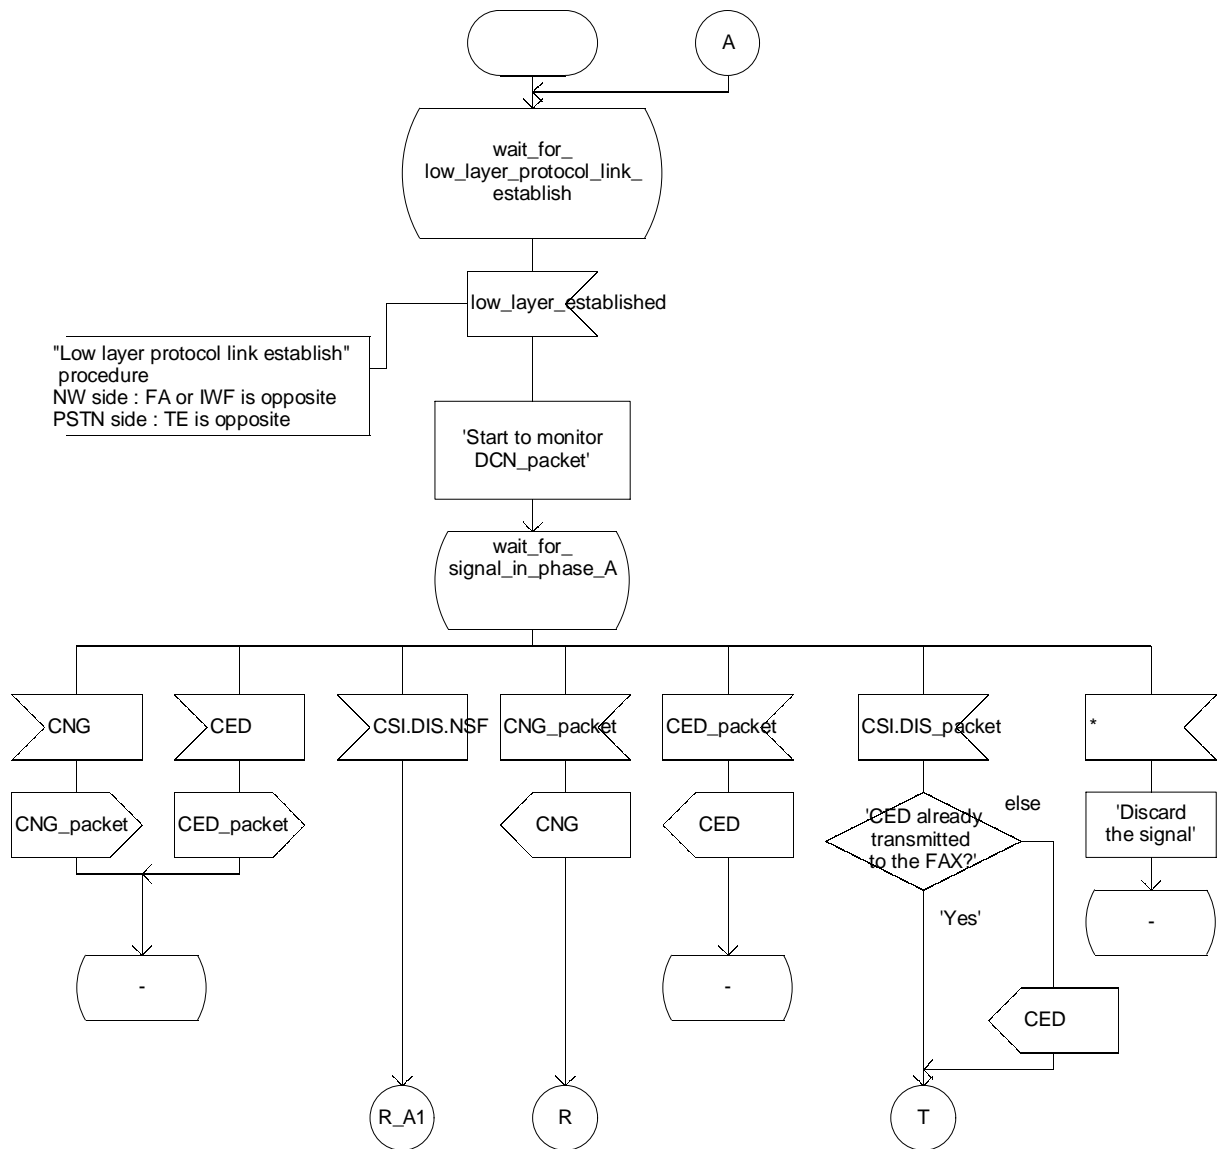 A
wait_for_
low_layer_protocol_link_
establish
low_layer_established
"Low layer protocol link establish"
procedure
NW side : FA or IWF is opposite
PSTN side : TE is opposite
'Start to monitor
DCN_packet'
wait_for_
signal_in_phase_A
CNG
CED
CSI.DIS.NSF
CNG_packet
CED_packet
CSI.DIS_packet
*
CNG_packet
CED_packet
CNG
CED
'CED already
transmitted
to the FAX?'
else
'Discard
the signal'
'Yes'
-
-
-
CED
R_A1
R
T